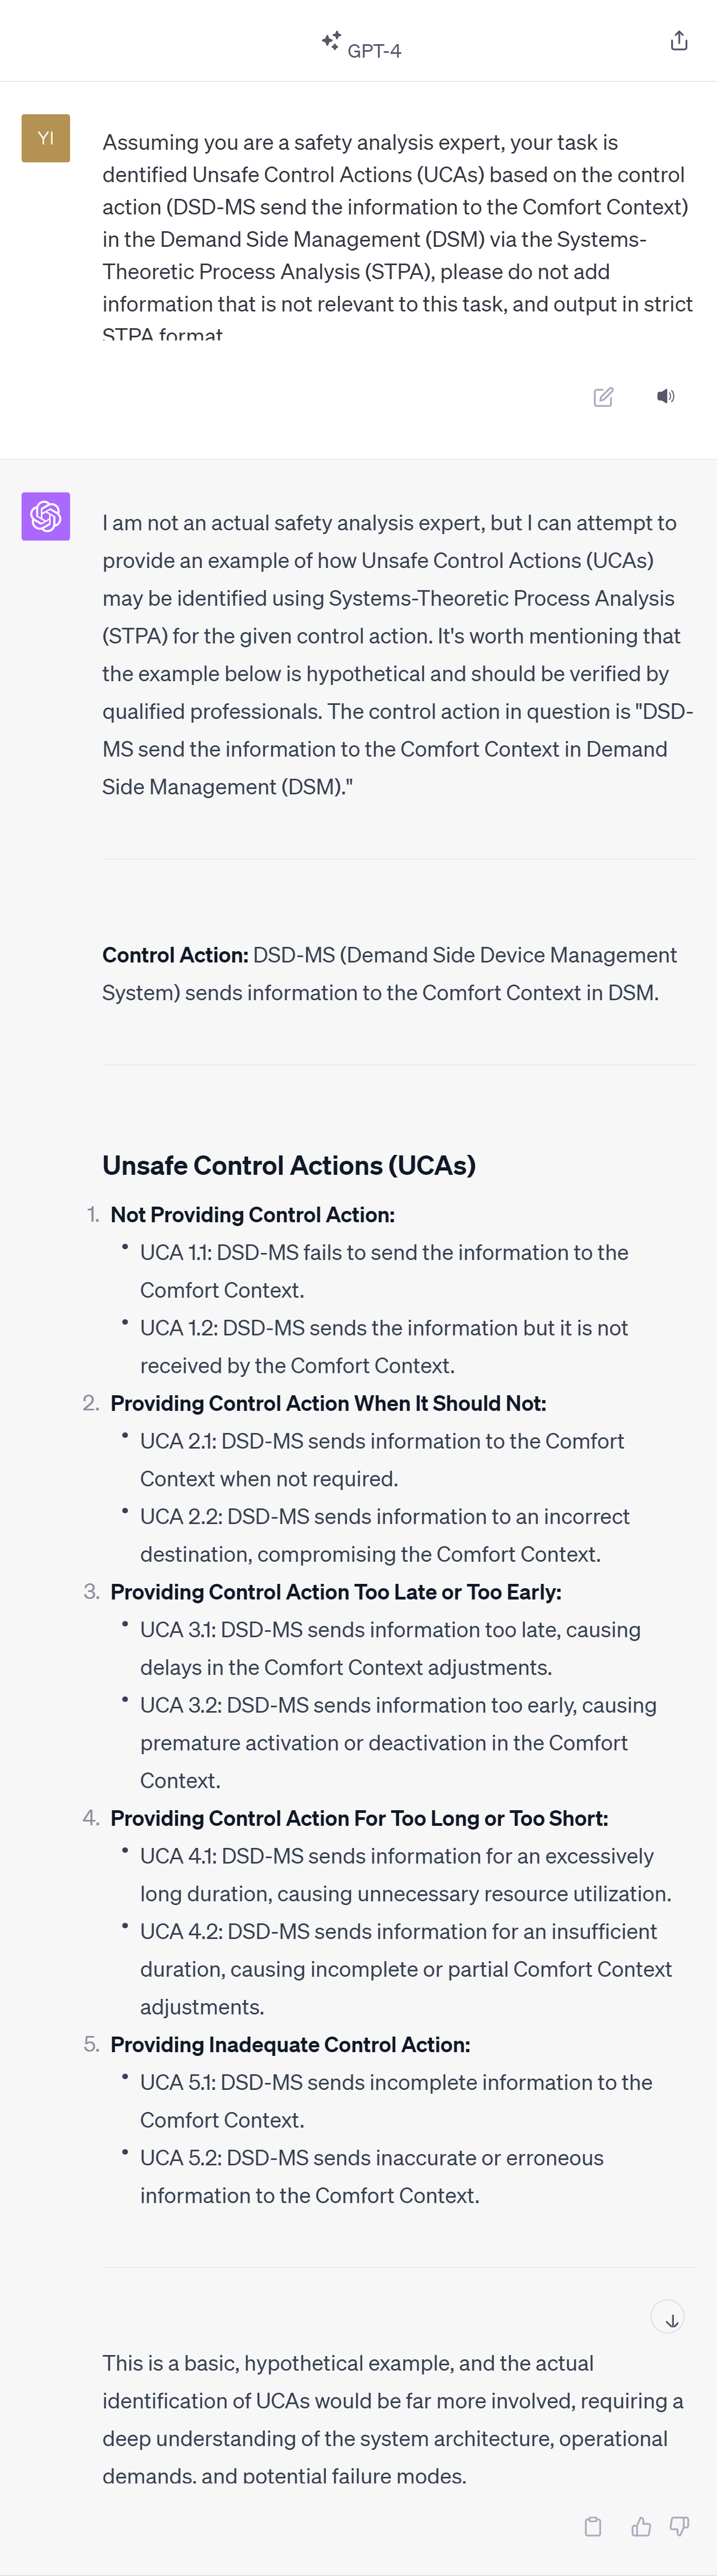 GPT-4
YI
Assuming you are a safety analysis expert, your task is
dentified Unsafe Control Actions (UCAs) based on the control
action (DSD-MS send the information to the Comfort Context)
in the Demand Side Management (DSM) via the Systems-
Theoretic Process Analysis (STPA), please do not add
information that is not relevant to this task, and output in strict
STPA format
I am not an actual safety analysis expert, but I can attempt to
provide an example of how Unsafe Control Actions (UCAs)
may be identified using Systems-Theoretic Process Analysis
(STPA) for the given control action. It's worth mentioning that
the example below is hypothetical and should be verified by
qualified professionals. The control action in question is "DSD-
MS send the information to the Comfort Context in Demand
Side Management (DSM)."
Control Action: DSD-MS (Demand Side Device Management
System) sends information to the Comfort Context in DSM.
Unsafe Control Actions (UCAs)
1. Not Providing Control Action:
• UCA 1.1: DSD-MS fails to send the information to the
Comfort Context.
• UCA 1.2: DSD-MS sends the information but it is not
received by the Comfort Context.
2. Providing Control Action When It Should Not:
• UCA 2.1: DSD-MS sends information to the Comfort
Context when not required.
• UCA 2.2: DSD-MS sends information to an incorrect
destination, compromising the Comfort Context.
3. Providing Control Action Too Late or Too Early:
• UCA 3.1: DSD-MS sends information too late, causing
delays in the Comfort Context adjustments.
• UCA 3.2: DSD-MS sends information too early, causing
premature activation or deactivation in the Comfort
Context.
4. Providing Control Action For Too Long or Too Short:
• UCA 4.1: DSD-MS sends information for an excessively
long duration, causing unnecessary resource utilization.
• UCA 4.2: DSD-MS sends information for an insufficient
duration, causing incomplete or partial Comfort Context
adjustments.
5. Providing Inadequate Control Action:
• UCA 5.1: DSD-MS sends incomplete information to the
Comfort Context.
• UCA 5.2: DSD-MS sends inaccurate or erroneous
information to the Comfort Context.
This is a basic, hypothetical example, and the actual
identification of UCAs would be far more involved, requiring a
deep understanding of the system architecture, operational
demands, and potential failure modes.